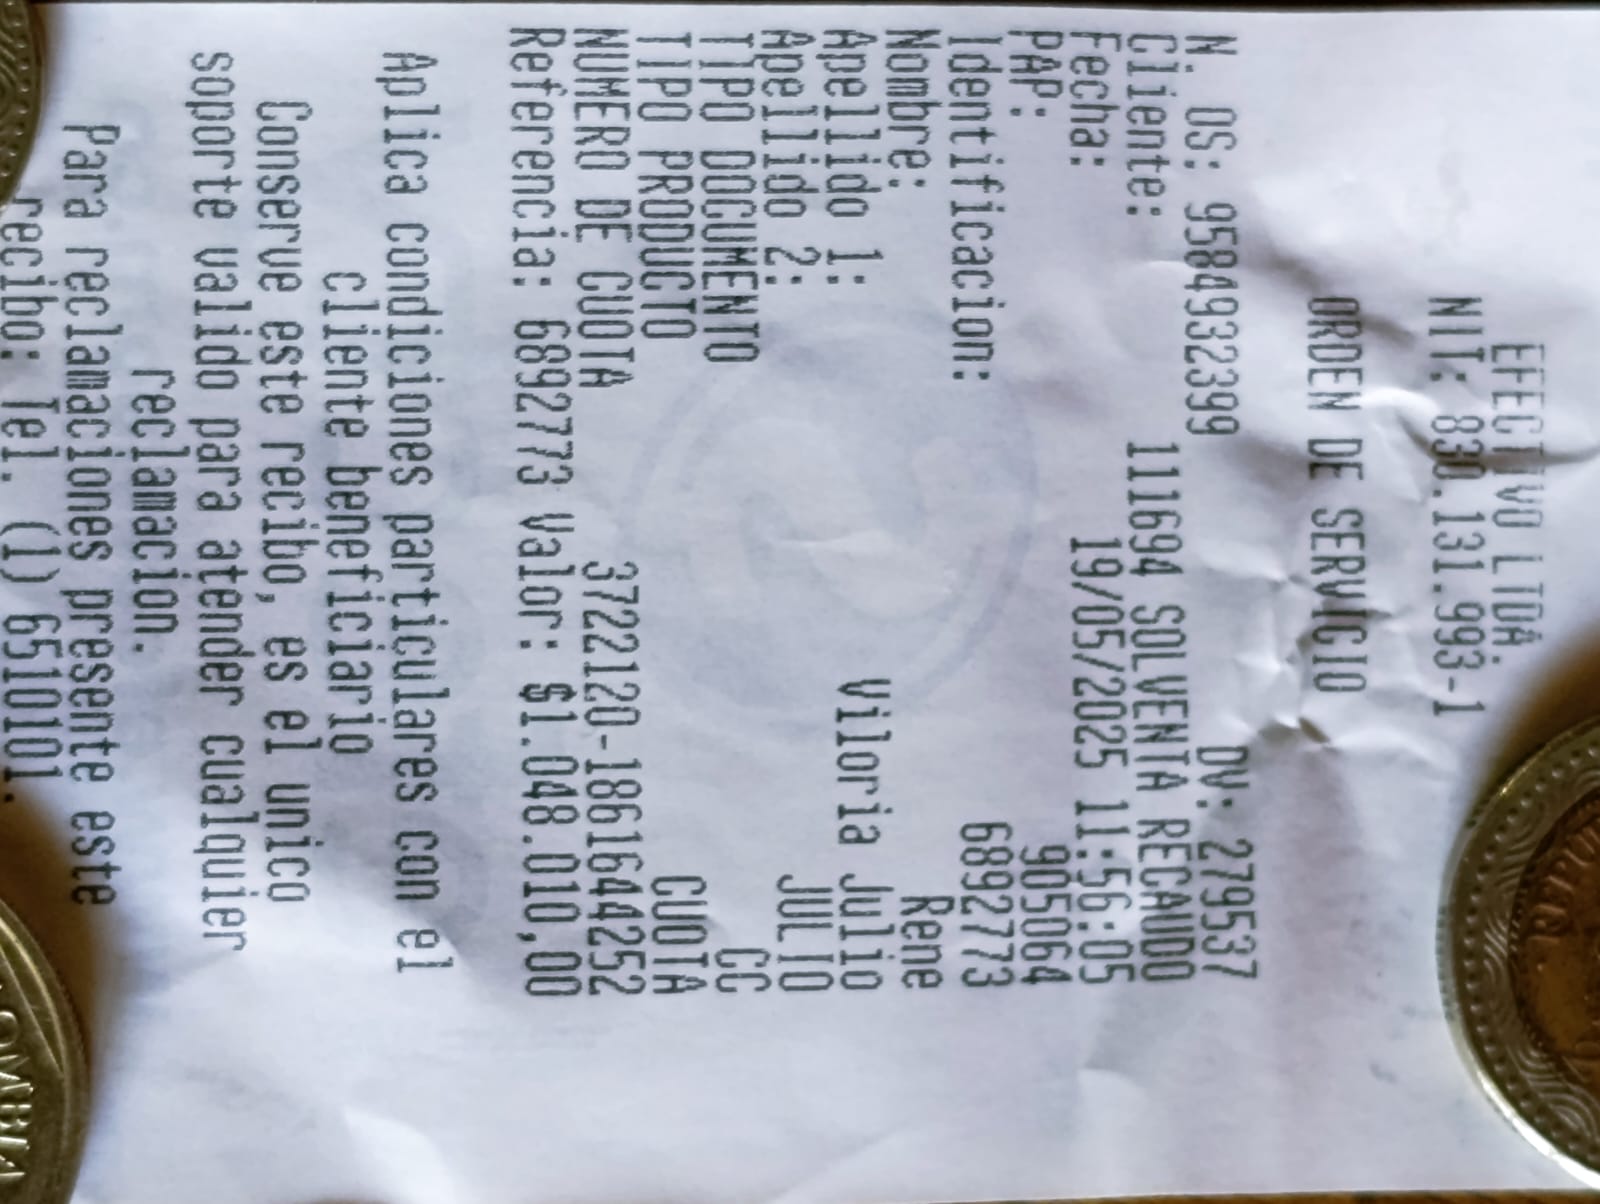 EFECTIVO LTDA.
NIT: 830.131.993-1
ORDEN DE SERVICIO
N. OS: 9584932399 DV: 279537
Cliente: 111694 SOLVENTA RECAUDO
Fecha: 19/05/2025 11:56:05
PAP: 905064
Identificacion: 6892773
Nombre: Rene
Apellido 1: Viloria Julio
Apellido 2: JULIO
TIPO DOCUMENTO CC
TIPO PRODUCTO CUOTA
NUMERO DE CUOTA 3722120-1861644252
Referencia: 6892773 Valor: $1.048.010,00
Aplica condiciones particulares con el
cliente beneficiario
Conserve este recibo, es el unico
soporte valido para atender cualquier
reclamacion.
Para reclamaciones presente este
recibo: Tel. (1) 6510101.